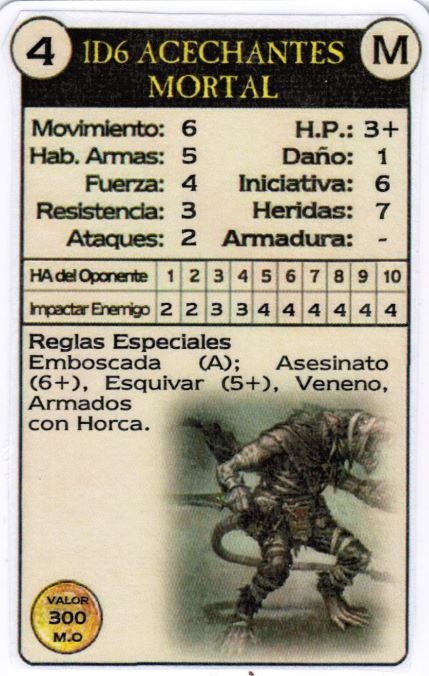 4 1D6 ACECHANTES M
MORTAL
Movimiento: 6 H.P.: 3+
Hab. Armas: 5 Daño: 1
Fuerza: 4 Iniciativa: 6
Resistencia: 3 Heridas: 7
Ataques: 2 Armadura: -
HA del Oponente 1 2 3 4 5 6 7 8 9 10
Impactar Enemigo 2 2 3 3 4 4 4 4 4 4
Reglas Especiales
Emboscada (A); Asesinato
(6+), Esquivar (5+), Veneno,
Armados
con Horca.
VALOR
300
M.O